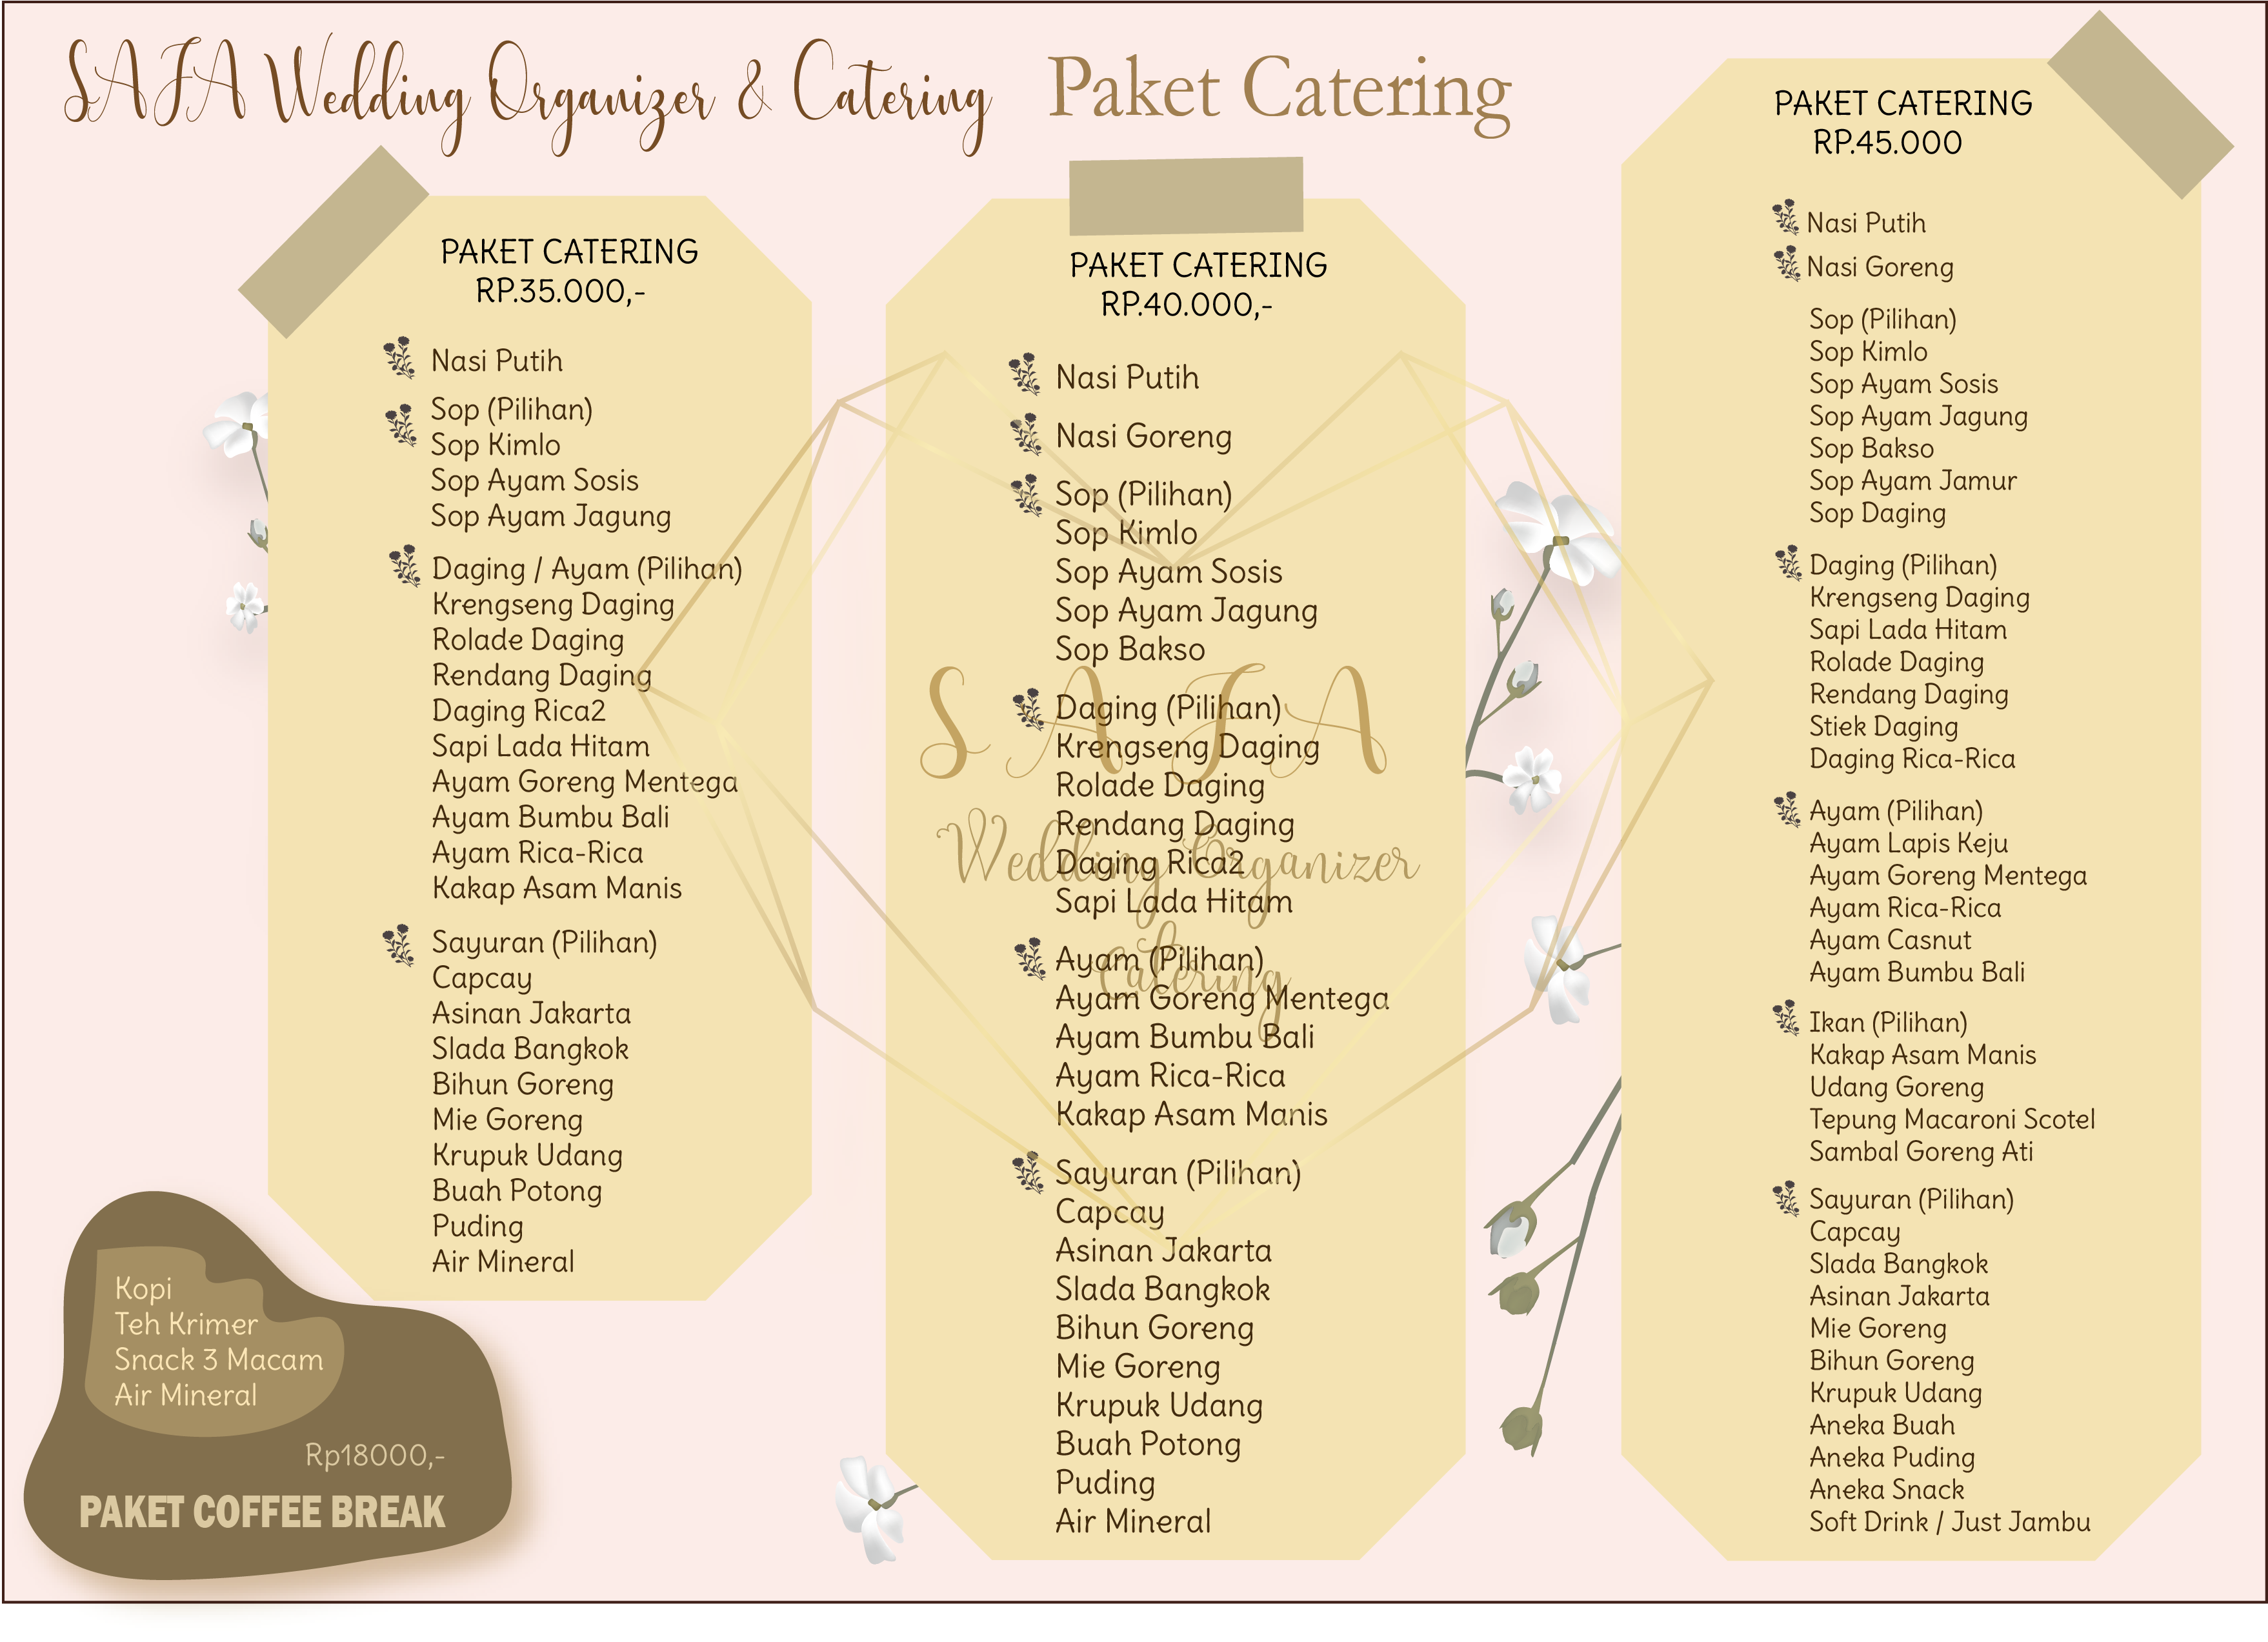 SAFA Wedding Organizer & Catering
Paket Catering
PAKET CATERING
RP.35.000,-
Nasi Putih
Sop (Pilihan)
Sop Kimlo
Sop Ayam Sosis
Sop Ayam Jagung
Daging / Ayam (Pilihan)
Krengseng Daging
Rolade Daging
Rendang Daging
Daging Rica2
Sapi Lada Hitam
Ayam Goreng Mentega
Ayam Bumbu Bali
Ayam Rica-Rica
Kakap Asam Manis
Sayuran (Pilihan)
Capcay
Asinan Jakarta
Slada Bangkok
Bihun Goreng
Mie Goreng
Krupuk Udang
Buah Potong
Puding
Air Mineral
Kopi
Teh Krimer
Snack 3 Macam
Air Mineral
Rp18000,-
PAKET COFFEE BREAK
PAKET CATERING
RP.40.000,-
Nasi Putih
Nasi Goreng
Sop (Pilihan)
Sop Kimlo
Sop Ayam Sosis
Sop Ayam Jagung
Sop Bakso
Daging (Pilihan)
Krengseng Daging
Rolade Daging
Rendang Daging
Daging Rica2
Sapi Lada Hitam
Ayam (Pilihan)
Ayam Goreng Mentega
Ayam Bumbu Bali
Ayam Rica-Rica
Kakap Asam Manis
Sayuran (Pilihan)
Capcay
Asinan Jakarta
Slada Bangkok
Bihun Goreng
Mie Goreng
Krupuk Udang
Buah Potong
Puding
Air Mineral
SAFA
Wedding Organizer
Catering
PAKET CATERING
RP.45.000
Nasi Putih
Nasi Goreng
Sop (Pilihan)
Sop Kimlo
Sop Ayam Sosis
Sop Ayam Jagung
Sop Bakso
Sop Ayam Jamur
Sop Daging
Daging (Pilihan)
Krengseng Daging
Sapi Lada Hitam
Rolade Daging
Rendang Daging
Stiek Daging
Daging Rica-Rica
Ayam (Pilihan)
Ayam Lapis Keju
Ayam Goreng Mentega
Ayam Rica-Rica
Ayam Casnut
Ayam Bumbu Bali
Ikan (Pilihan)
Kakap Asam Manis
Udang Goreng
Tepung Macaroni Scotel
Sambal Goreng Ati
Sayuran (Pilihan)
Capcay
Slada Bangkok
Asinan Jakarta
Mie Goreng
Bihun Goreng
Krupuk Udang
Aneka Buah
Aneka Puding
Aneka Snack
Soft Drink / Just Jambu